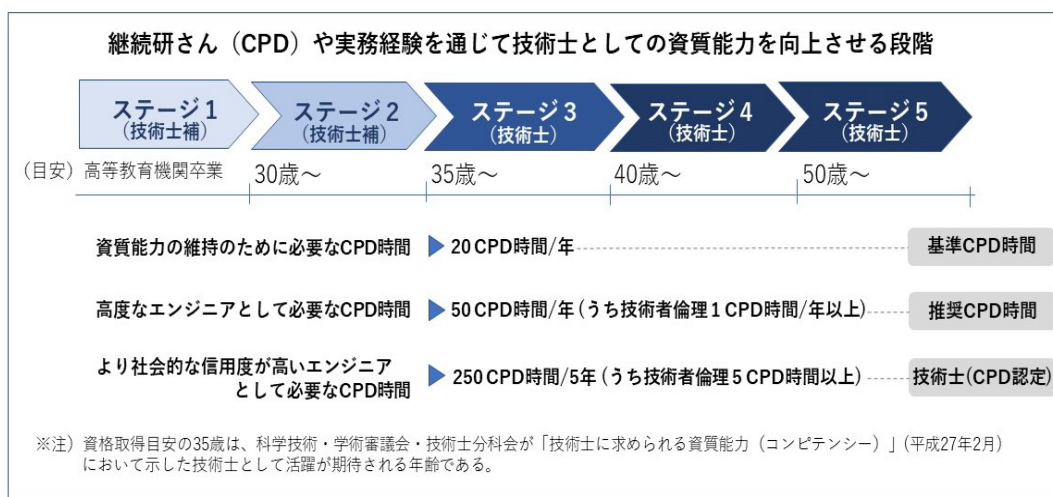 継続研さん（CPD）や実務経験を通じて技術士としての資質能力を向上させる段階
ステージ1
（技術士補）
ステージ2
（技術士補）
ステージ3
（技術士）
ステージ4
（技術士）
ステージ5
（技術士）
（目安）高等教育機関卒業 30歳～ 35歳～ 40歳～ 50歳～
資質能力の維持のために必要なCPD時間 20 CPD時間/年 基準CPD時間
高度なエンジニアとして必要なCPD時間 50 CPD時間/年（うち技術者倫理1 CPD時間/年以上） 推奨CPD時間
より社会的な信用度が高いエンジニア
として必要なCPD時間 250 CPD時間/5年（うち技術者倫理5 CPD時間以上） 技術士(CPD認定)
※注）資格取得目安の35歳は、科学技術・学術審議会・技術士分科会が「技術士に求められる資質能力（コンピテンシー）」(平成27年2月)
において示した技術士として活躍が期待される年齢である。